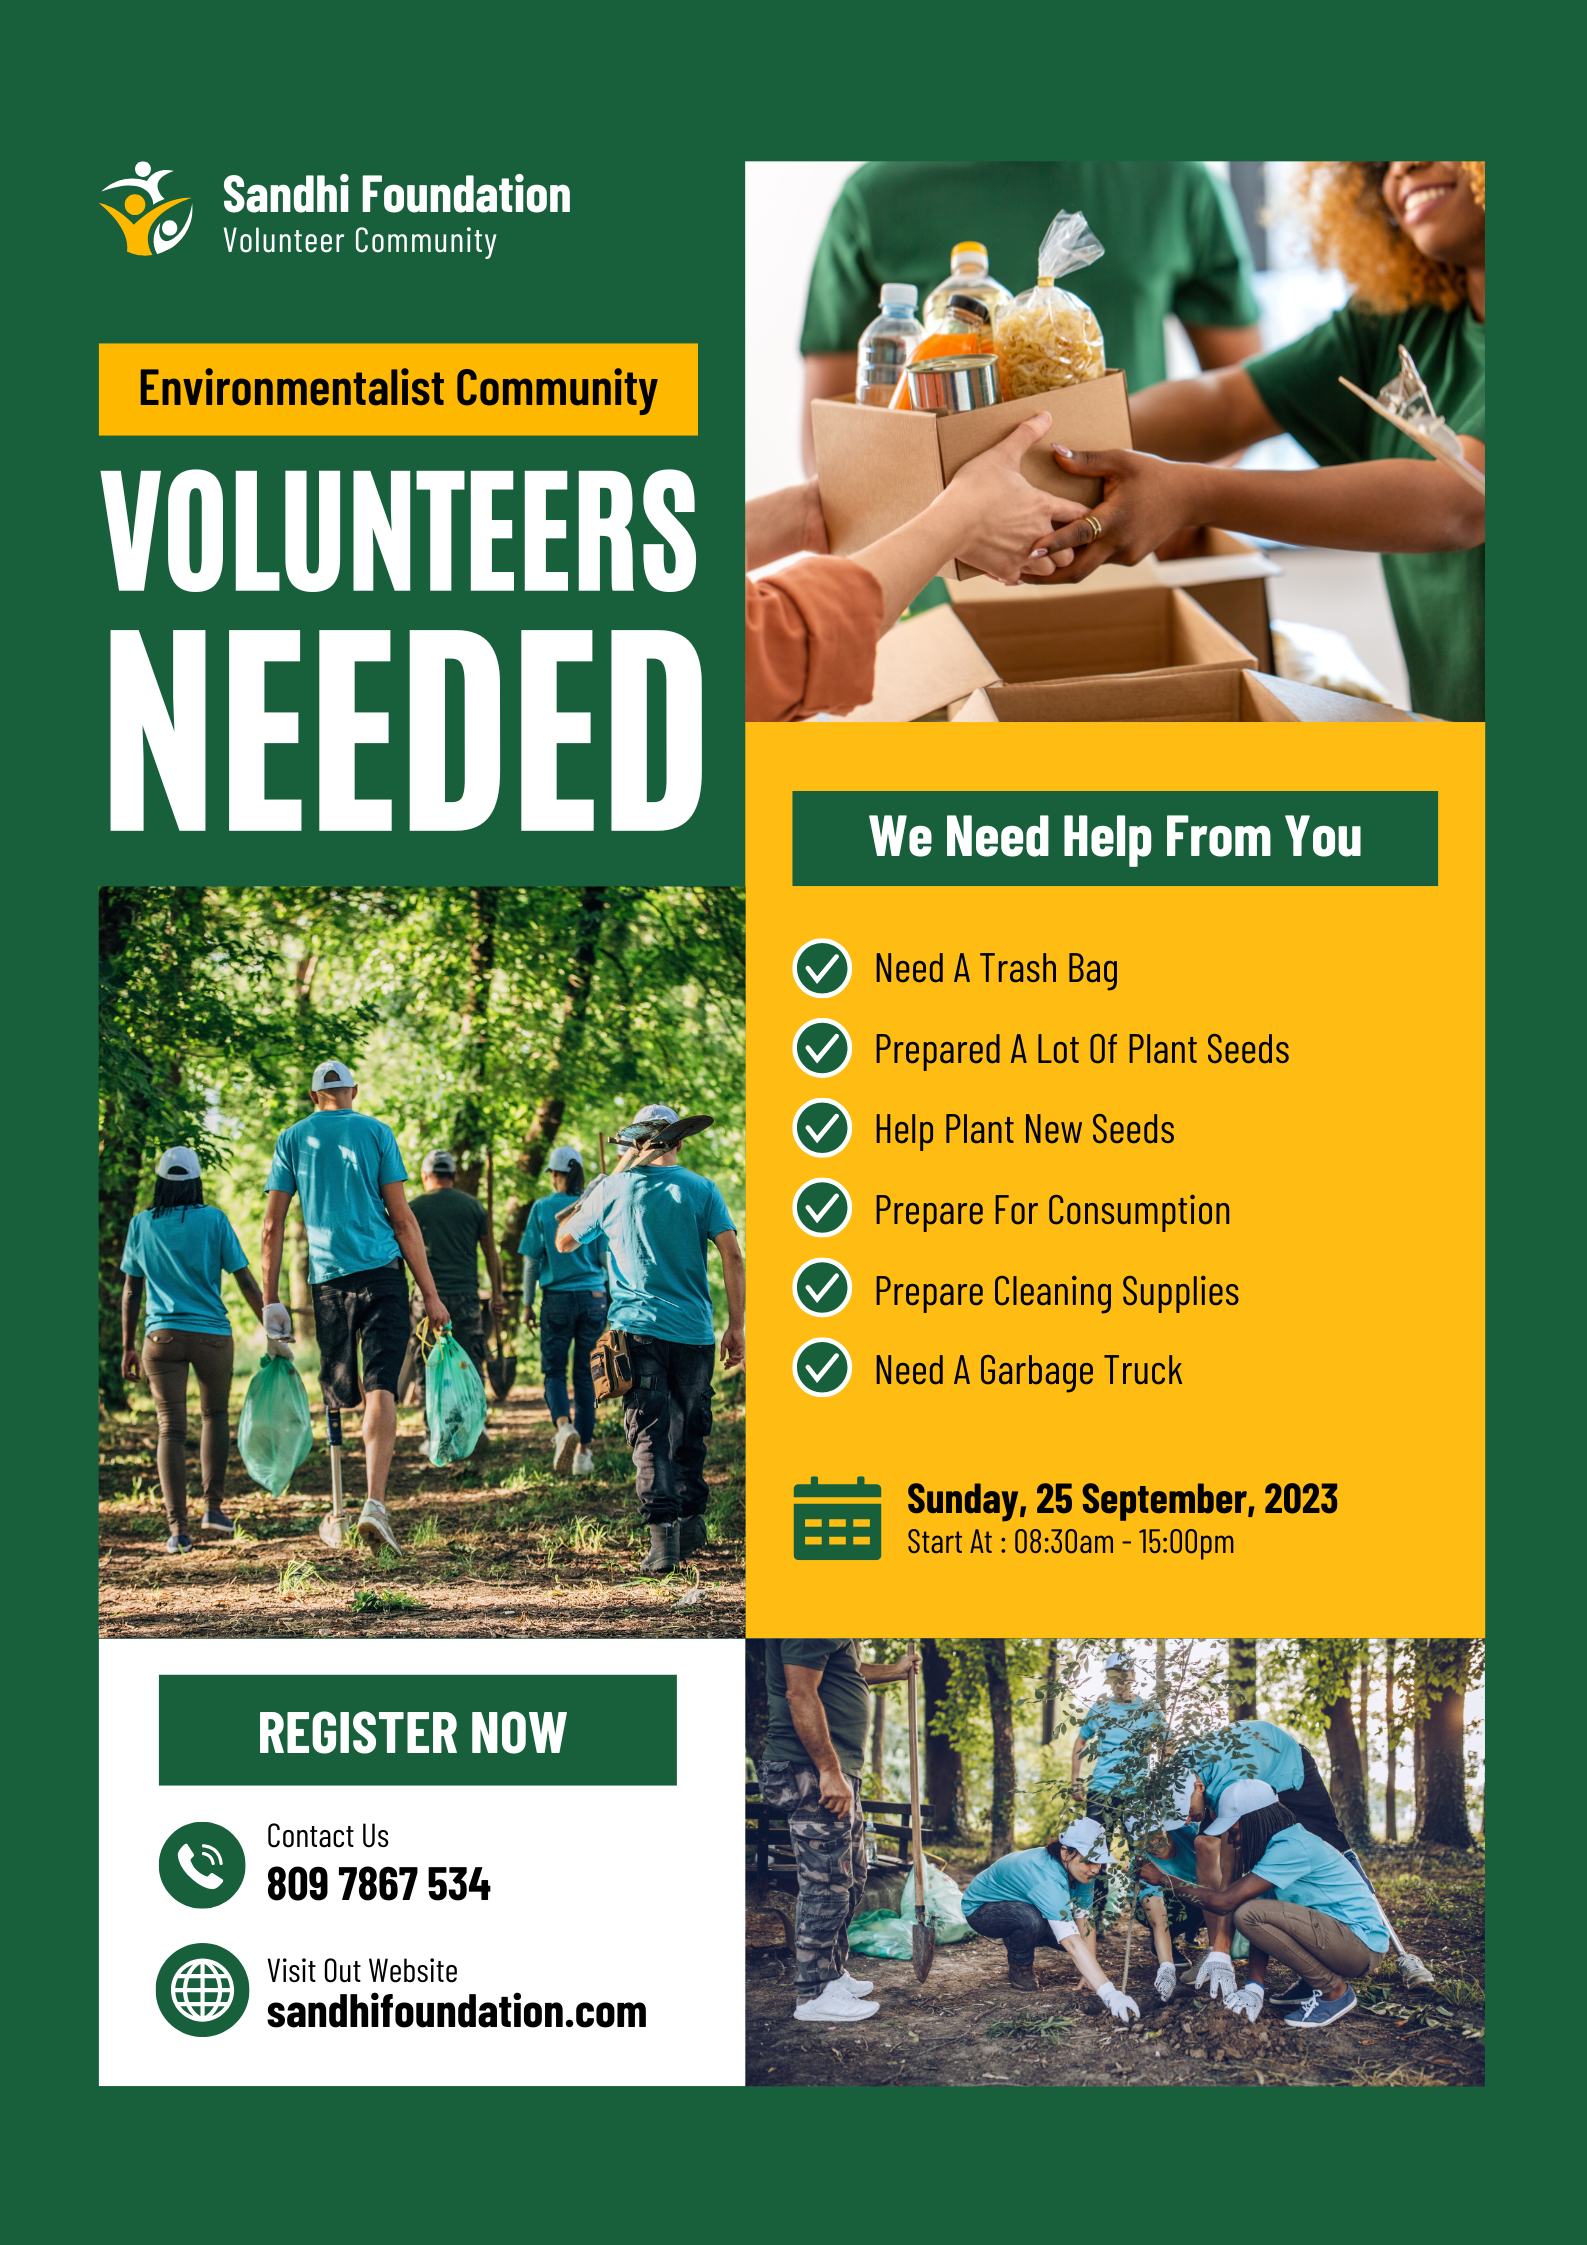 Sandhi Foundation
Volunteer Community
Environmentalist Community
VOLUNTEERS
NEEDED
We Need Help From You
Need A Trash Bag
Prepared A Lot Of Plant Seeds
Help Plant New Seeds
Prepare For Consumption
Prepare Cleaning Supplies
Need A Garbage Truck
Sunday, 25 September, 2023
Start At : 08:30am - 15:00pm
REGISTER NOW
Contact Us
809 7867 534
Visit Out Website
sandhifoundation.com